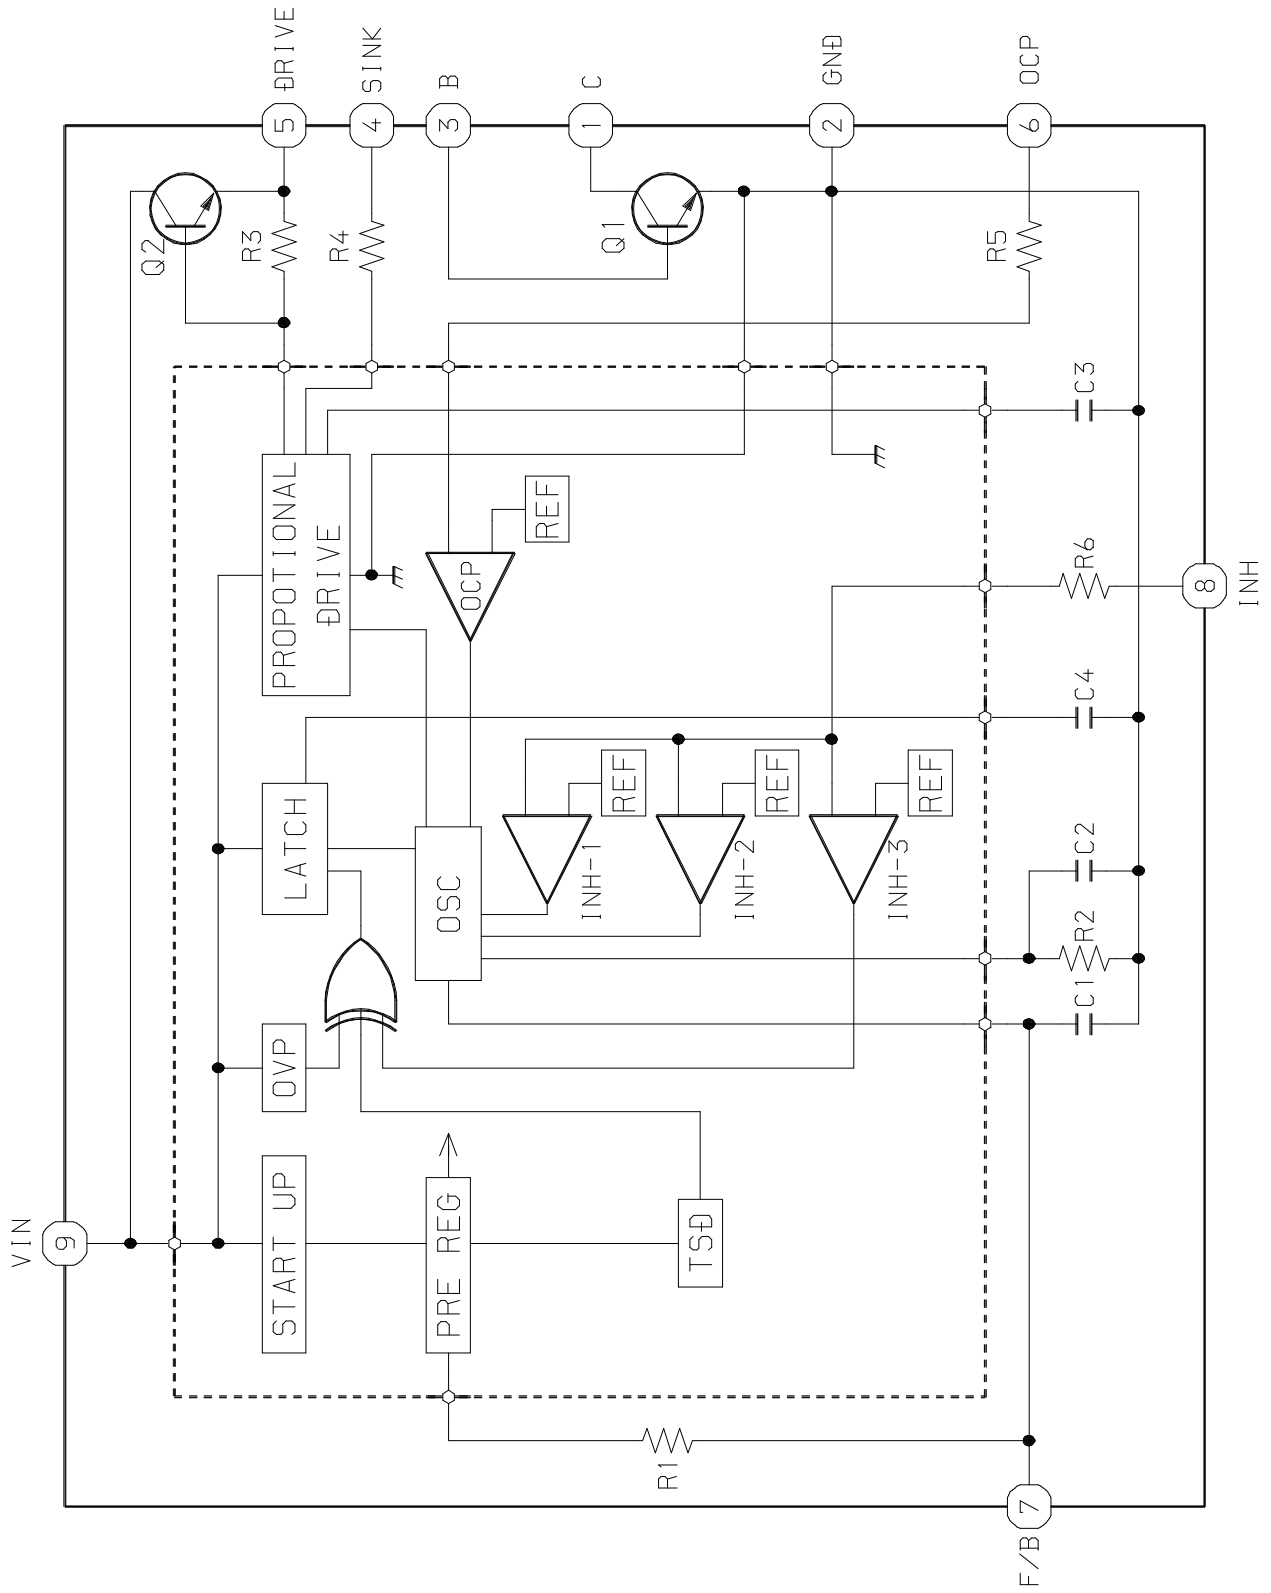 VIN
9
5
DRIVE
4
SINK
3
B
1
C
2
GND
6
OCP
Q2
R3
R4
Q1
R5
PROPOTIONAL
DRIVE
OCP
REF
C3
R6
8
INH
C4
LATCH
OSC
REF
REF
REF
INH-1
INH-2
INH-3
C2
R2
C1
OVP
START UP
PRE REG
TSD
R1
7
F/B